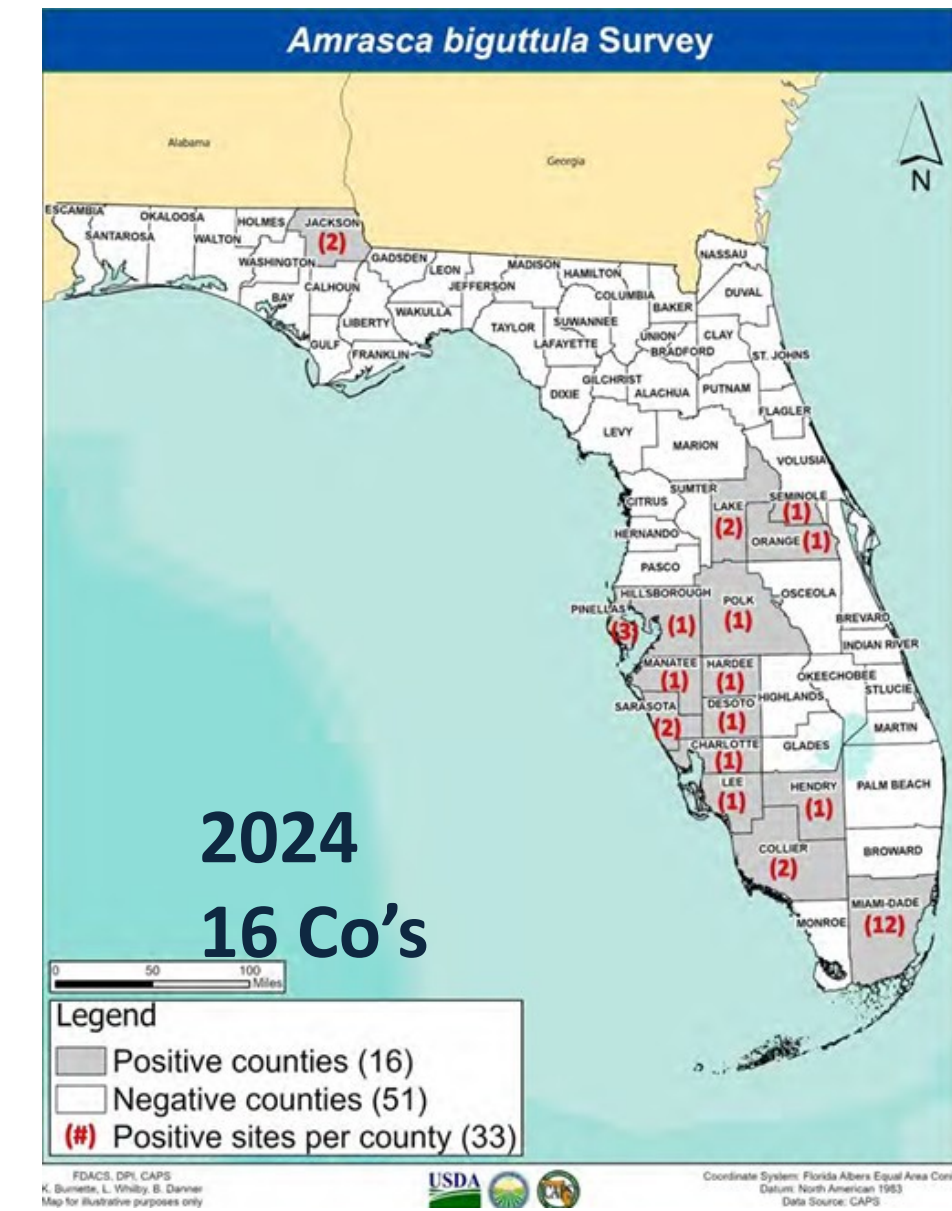 Amrasca biguttula Survey
Alabama
Georgia
N
ESCAMBIA
SANTAROSA
OKALOOSA
WALTON
HOLMES
JACKSON
(2)
WASHINGTON
BAY
CALHOUN
GULF
LIBERTY
FRANKLIN
GADSDEN
LEON
WAKULLA
JEFFERSON
MADISON
TAYLOR
HAMILTON
SUWANNEE
LAFAYETTE
COLUMBIA
DIXIE
GILCHRIST
BAKER
UNION
BRADFORD
NASSAU
DUVAL
CLAY
ST. JOHNS
ALACHUA
PUTNAM
FLAGLER
LEVY
MARION
VOLUSIA
CITRUS
SUMTER
LAKE
(2)
SEMINOLE
(1)
ORANGE (1)
HERNANDO
PASCO
PINELLAS
(3)
HILLSBOROUGH
(1)
POLK
(1)
OSCEOLA
BREVARD
INDIAN RIVER
MANATEE
(1)
HARDEE
(1)
OKEECHOBEE
STLUCIE
SARASOTA
(2)
DESOTO
(1)
HIGHLANDS
MARTIN
CHARLOTTE
(1)
GLADES
LEE
(1)
HENDRY
(1)
PALM BEACH
COLLIER
(2)
BROWARD
MONROE
MIAMI-DADE
(12)
2024
16 Co’s
0 50 100
Miles
Legend
Positive counties (16)
Negative counties (51)
(#) Positive sites per county (33)
FDACS, DPI, CAPS
K. Burnette, L. Whilby, B. Danner
Map for illustrative purposes only
USDA
CAPS
Coordinate System: Florida Albers Equal Area Coni
Datum: North American 1983
Data Source: CAPS